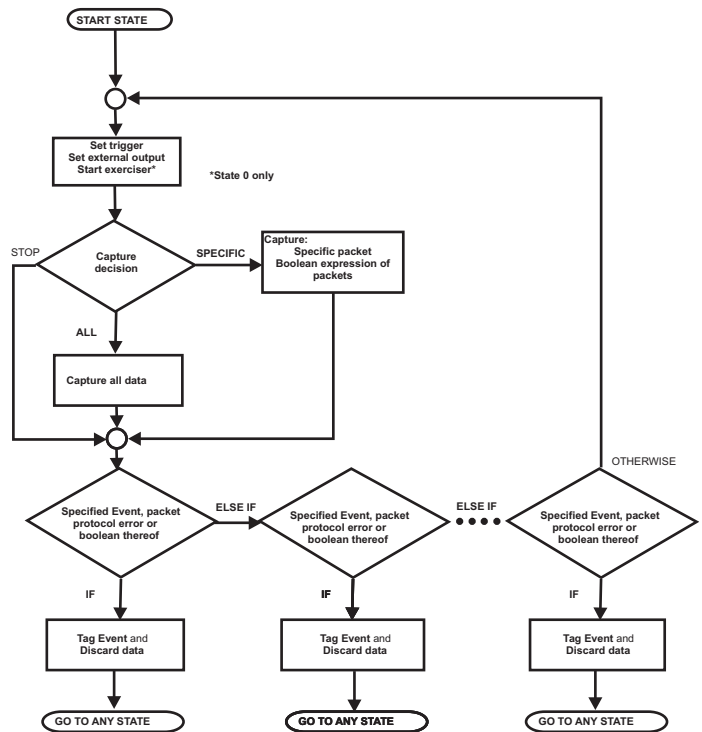 START STATE
Set trigger
Set external output
Start exerciser*
*State 0 only
STOP
Capture
decision
SPECIFIC
Capture:
Specific packet
Boolean expression of
packets
ALL
Capture all data
OTHERWISE
Specified Event, packet
protocol error or
boolean thereof
ELSE IF
Specified Event, packet
protocol error or
boolean thereof
ELSE IF
Specified Event, packet
protocol error or
boolean thereof
IF
IF
IF
Tag Event and
Discard data
Tag Event and
Discard data
Tag Event and
Discard data
GO TO ANY STATE
GO TO ANY STATE
GO TO ANY STATE